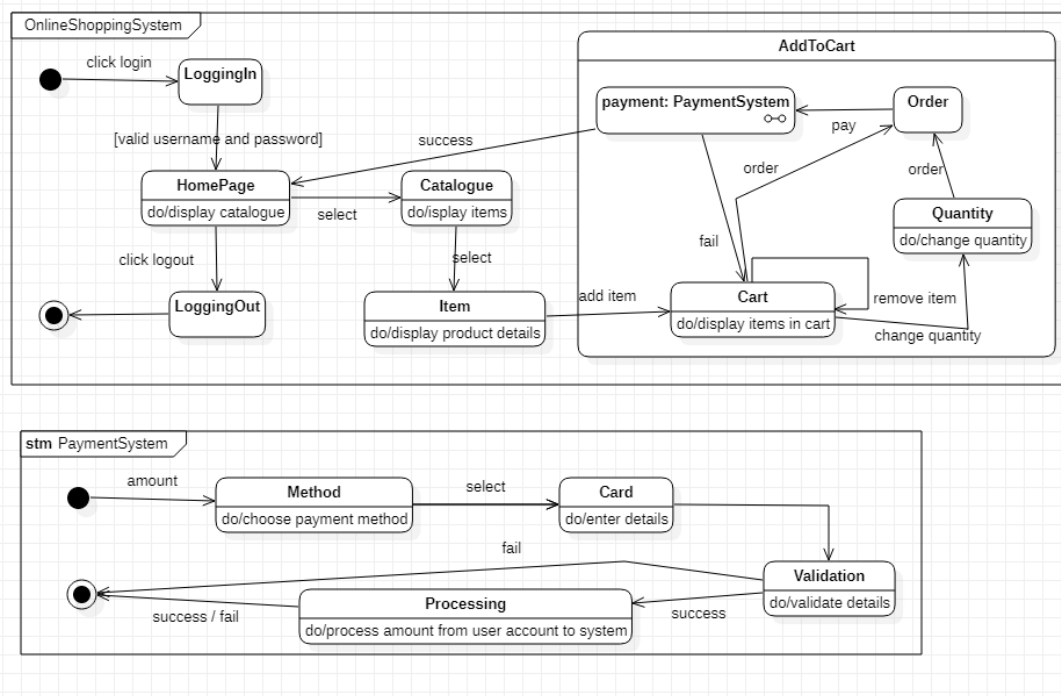 OnlineShoppingSystem
click login
LoggingIn
[valid username and password]
HomePage
do/display catalogue
select
Catalogue
do/isplay items
success
click logout
LoggingOut
select
Item
do/display product details
add item
AddToCart
payment: PaymentSystem
pay
Order
order
order
Quantity
do/change quantity
fail
Cart
do/display items in cart
remove item
change quantity
stm PaymentSystem
amount
Method
do/choose payment method
select
Card
do/enter details
fail
Validation
do/validate details
success
Processing
do/process amount from user account to system
success / fail